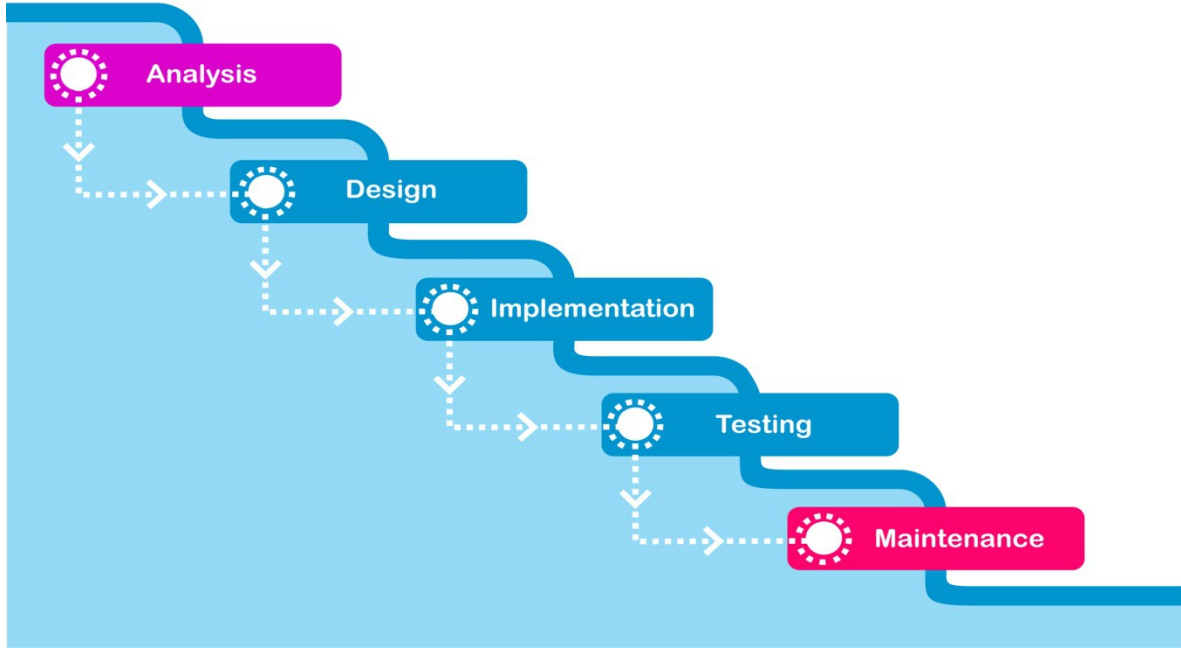 Analysis
Design
Implementation
Testing
Maintenance